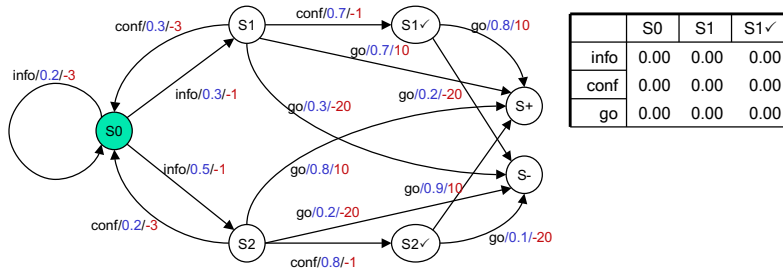 conf/0.3/-3
S1
conf/0.7/-1
S1✓
go/0.8/10
go/0.7/10
info/0.2/-3
info/0.3/-1
go/0.3/-20
go/0.2/-20
S+
S0
info/0.5/-1
go/0.8/10
S-
go/0.9/10
conf/0.2/-3
go/0.2/-20
S2
conf/0.8/-1
S2✓
go/0.1/-20
S0 S1 S1✓
info 0.00 0.00 0.00
conf 0.00 0.00 0.00
go 0.00 0.00 0.00